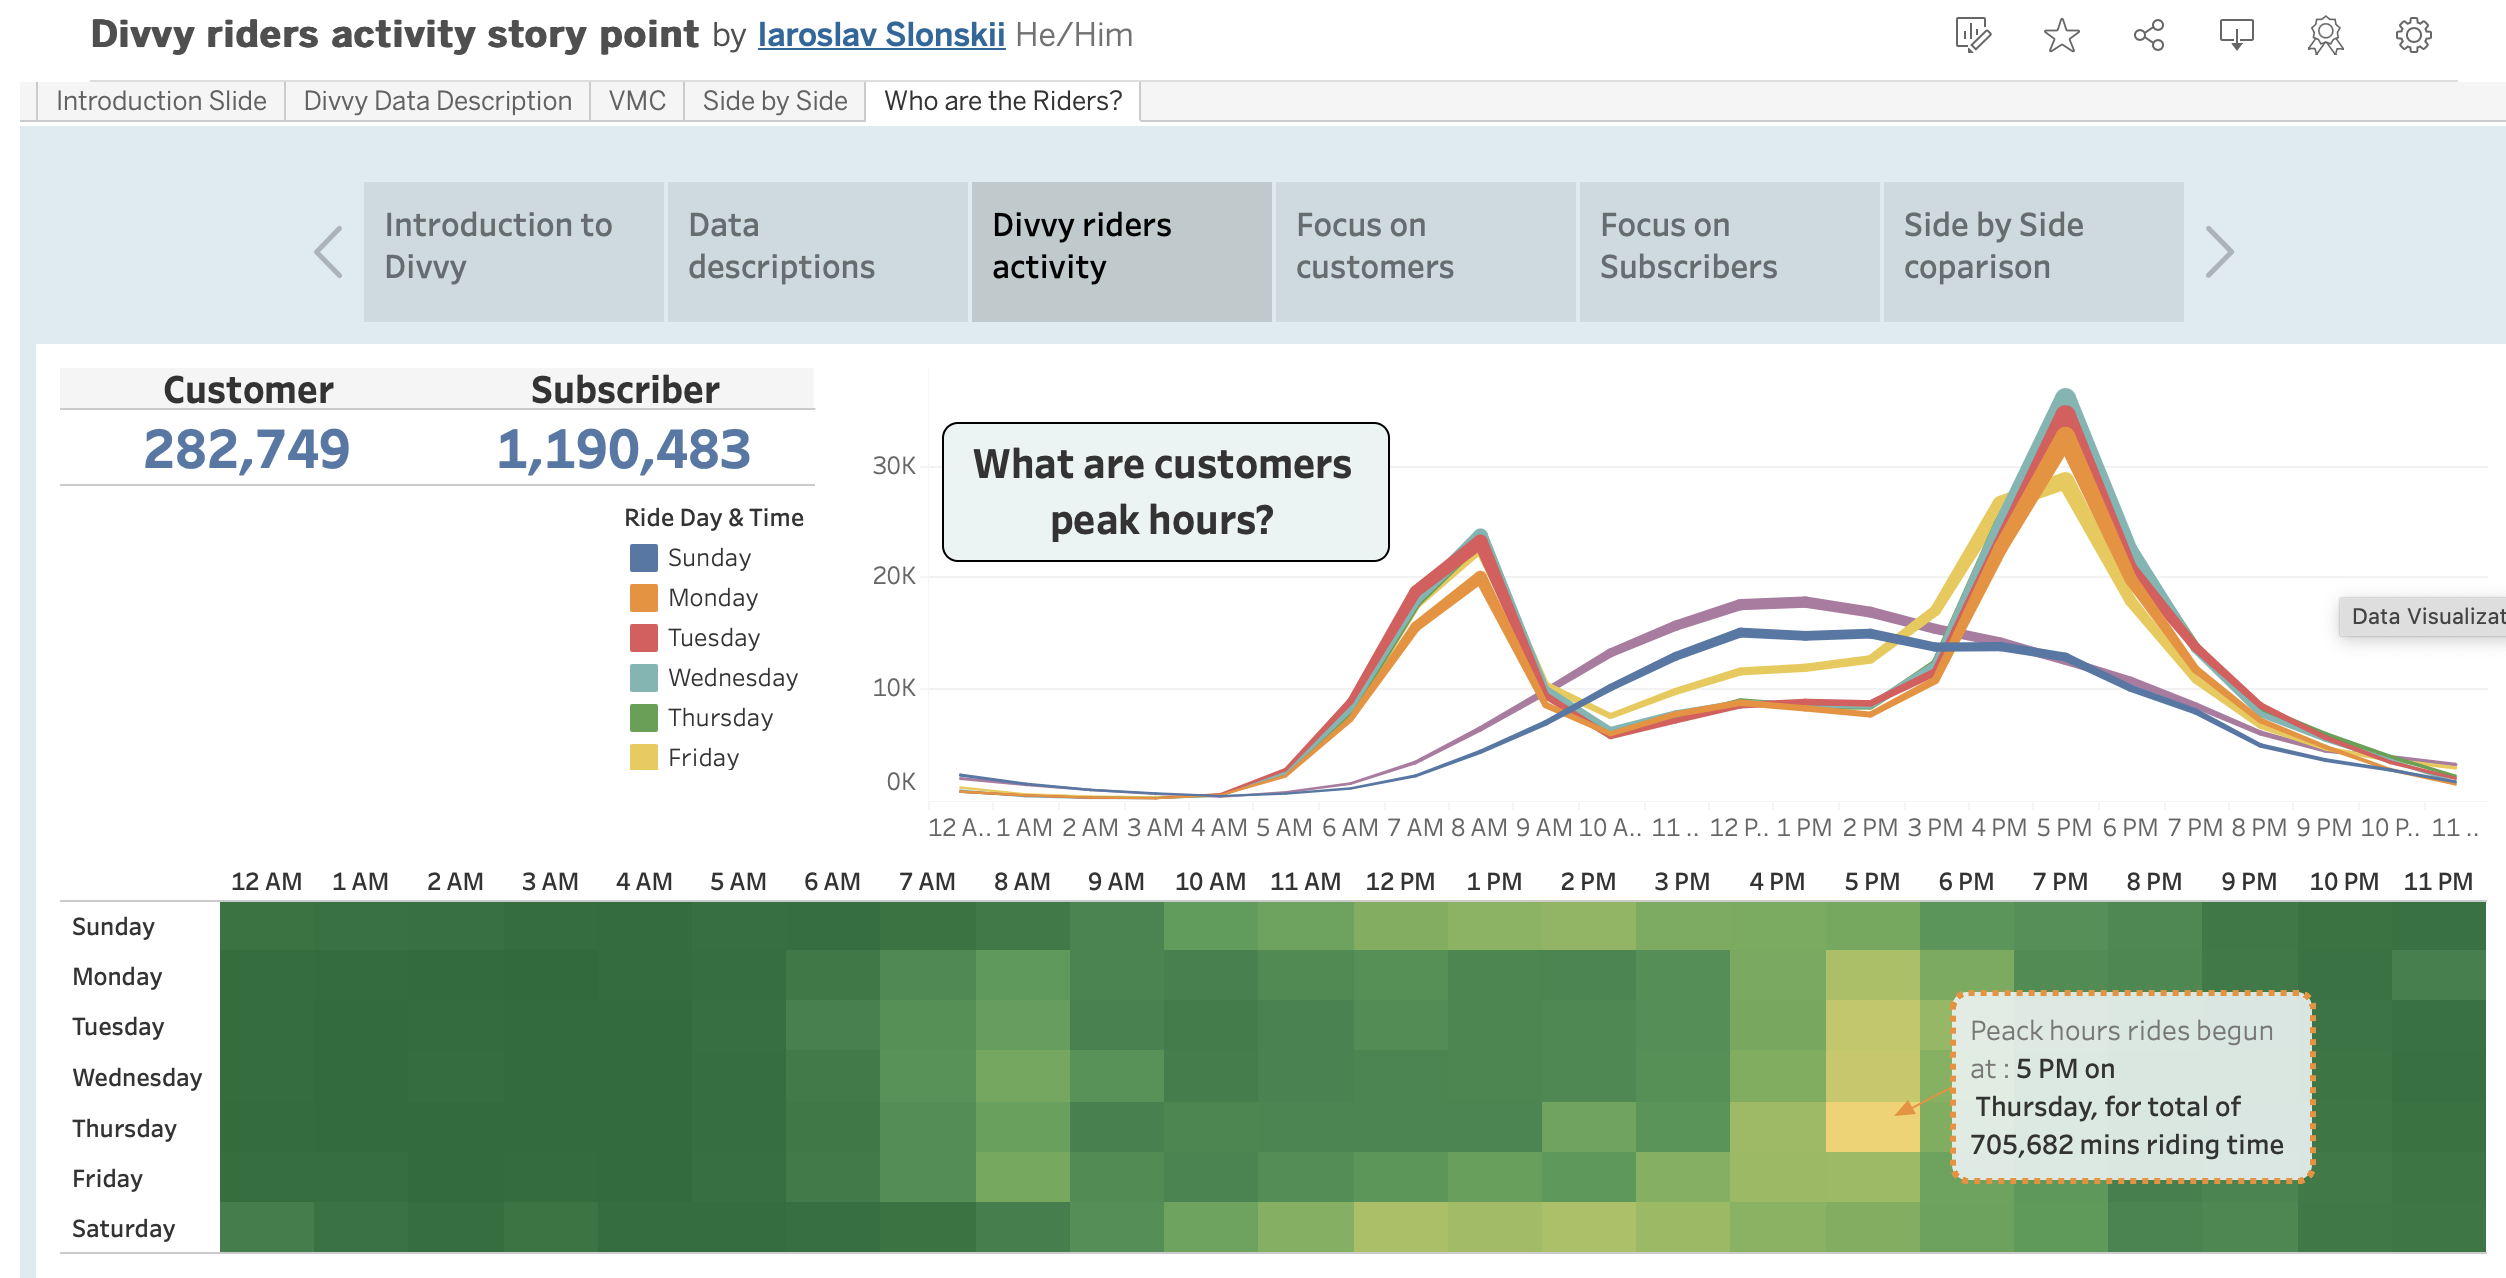 Divvy riders activity story point by Iaroslav Slonskii He/Him
Introduction Slide Divvy Data Description VMC Side by Side Who are the Riders?
Introduction to
Divvy
Data
descriptions
Divvy riders
activity
Focus on
customers
Focus on
Subscribers
Side by Side
coparison
Customer Subscriber
282,749 1,190,483
Ride Day & Time
Sunday
Monday
Tuesday
Wednesday
Thursday
Friday
What are customers
peak hours?
30K
20K
10K
0K
12 A.. 1 AM 2 AM 3 AM 4 AM 5 AM 6 AM 7 AM 8 AM 9 AM 10 A.. 11 .. 12 P.. 1 PM 2 PM 3 PM 4 PM 5 PM 6 PM 7 PM 8 PM 9 PM 10 P.. 11 ..
Data Visualizat
12 AM 1 AM 2 AM 3 AM 4 AM 5 AM 6 AM 7 AM 8 AM 9 AM 10 AM 11 AM 12 PM 1 PM 2 PM 3 PM 4 PM 5 PM 6 PM 7 PM 8 PM 9 PM 10 PM 11 PM
Sunday
Monday
Tuesday
Wednesday
Thursday
Friday
Saturday
Peack hours rides begun
at : 5 PM on
Thursday, for total of
705,682 mins riding time